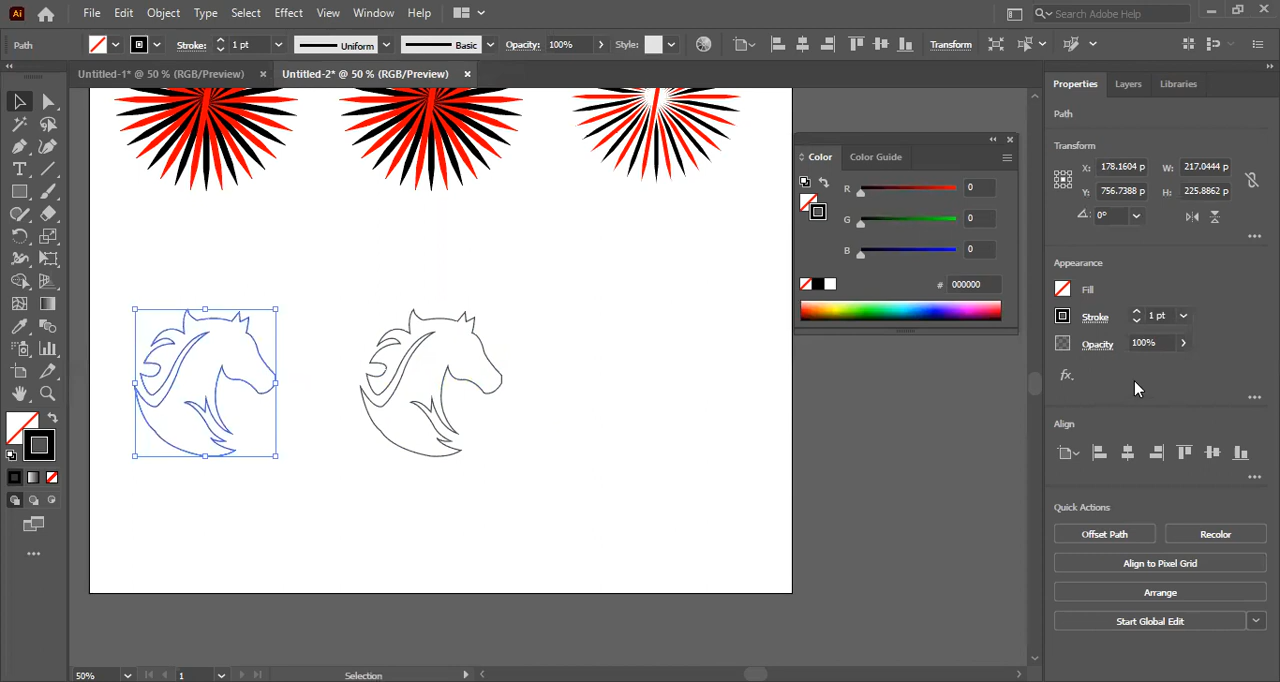 Ai File Edit Object Type Select Effect View Window Help Search Adobe Help
Path Stroke: 1 pt Uniform Basic Opacity: 100% Style: Transform
Untitled-1* @ 50 % (RGB/Preview) Untitled-2* @ 50 % (RGB/Preview)
Properties Layers Libraries
Path
Transform
X: 178.1604 p W: 217.0444 p
Y: 756.7388 p H: 225.8862 p
0°
Appearance
Fill
Stroke 1 pt
Opacity 100%
fx.
Align
Quick Actions
Offset Path Recolor
Align to Pixel Grid
Arrange
Start Global Edit
Color Color Guide
R 0
G 0
B 0
# 000000
50% 1 Selection